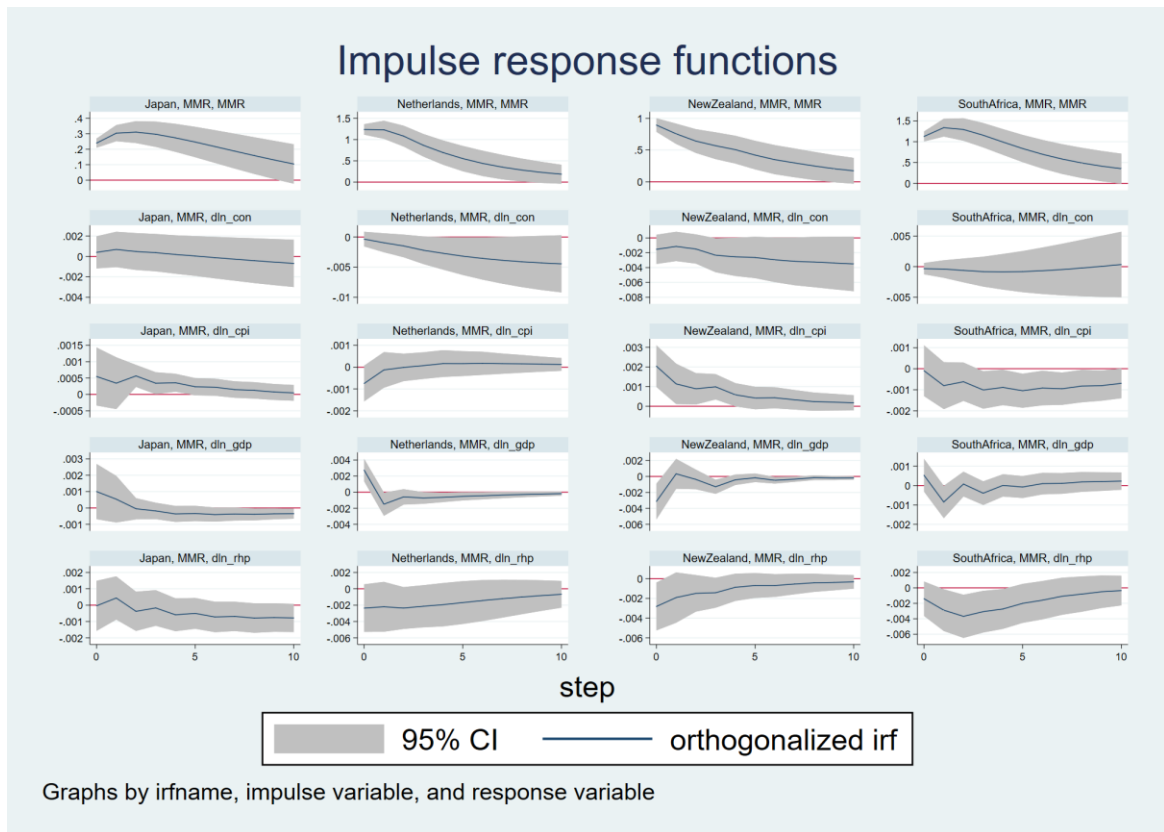 Impulse response functions
Japan, MMR, MMR
Netherlands, MMR, MMR
NewZealand, MMR, MMR
SouthAfrica, MMR, MMR
.4
.3
.2
.1
0
1.5
1
.5
0
1
.5
0
1.5
1
.5
0
Japan, MMR, dln_con
Netherlands, MMR, dln_con
NewZealand, MMR, dln_con
SouthAfrica, MMR, dln_con
.002
0
-.002
-.004
0
-.005
-.01
0
-.002
-.004
-.006
-.008
.005
0
-.005
Japan, MMR, dln_cpi
Netherlands, MMR, dln_cpi
NewZealand, MMR, dln_cpi
SouthAfrica, MMR, dln_cpi
.0015
.001
.0005
0
-.0005
.001
0
-.001
-.002
.003
.002
.001
0
.001
0
-.001
-.002
Japan, MMR, dln_gdp
Netherlands, MMR, dln_gdp
NewZealand, MMR, dln_gdp
SouthAfrica, MMR, dln_gdp
.003
.002
.001
0
-.001
.004
.002
0
-.002
-.004
.002
0
-.002
-.004
-.006
.001
0
-.001
-.002
Japan, MMR, dln_rhp
Netherlands, MMR, dln_rhp
NewZealand, MMR, dln_rhp
SouthAfrica, MMR, dln_rhp
.002
.001
0
-.001
-.002
.002
0
-.002
-.004
-.006
0
-.002
-.004
-.006
.002
0
-.002
-.004
-.006
0 5 10
0 5 10
0 5 10
0 5 10
step
95% CI
orthogonalized irf
Graphs by irfname, impulse variable, and response variable